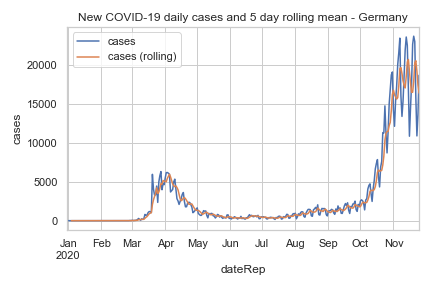 New COVID-19 daily cases and 5 day rolling mean - Germany
cases
cases (rolling)
20000
15000
10000
5000
0
cases
Jan Feb Mar Apr May Jun Jul Aug Sep Oct Nov
2020
dateRep